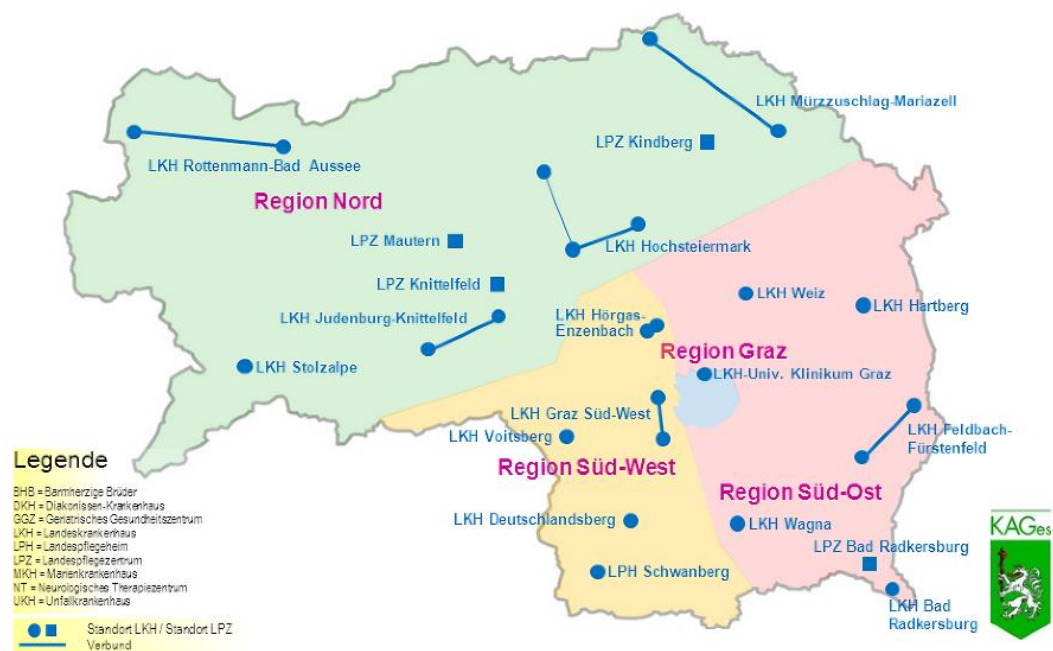 LKH Mürzzuschlag-Mariazell
LPZ Kindberg
LKH Rottenmann-Bad Aussee
Region Nord
LPZ Mautern
LKH Hochsteiermark
LPZ Knittelfeld
LKH Weiz
LKH Hartberg
LKH Judenburg-Knittelfeld
LKH Hörgas-
Enzenbach
Region Graz
LKH Stolzalpe
LKH-Univ. Klinikum Graz
LKH Graz Süd-West
LKH Voitsberg
LKH Feldbach-
Fürstenfeld
Region Süd-West
Region Süd-Ost
LKH Deutschlandsberg
LKH Wagna
LPZ Bad Radkersburg
LPH Schwanberg
LKH Bad
Radkersburg
Legende
BHB = Barmherzige Brüder
DKH = Diakonissen-Krankenhaus
GGZ = Geriatrisches Gesundheitszentrum
LKH = Landeskrankenhaus
LPH = Landespflegeheim
LPZ = Landespflegezentrum
MKH = Marienkrankenhaus
NT = Neurologisches Therapiezentrum
UKH = Unfallkrankenhaus
Standort LKH / Standort LPZ
Verbund
KAGes